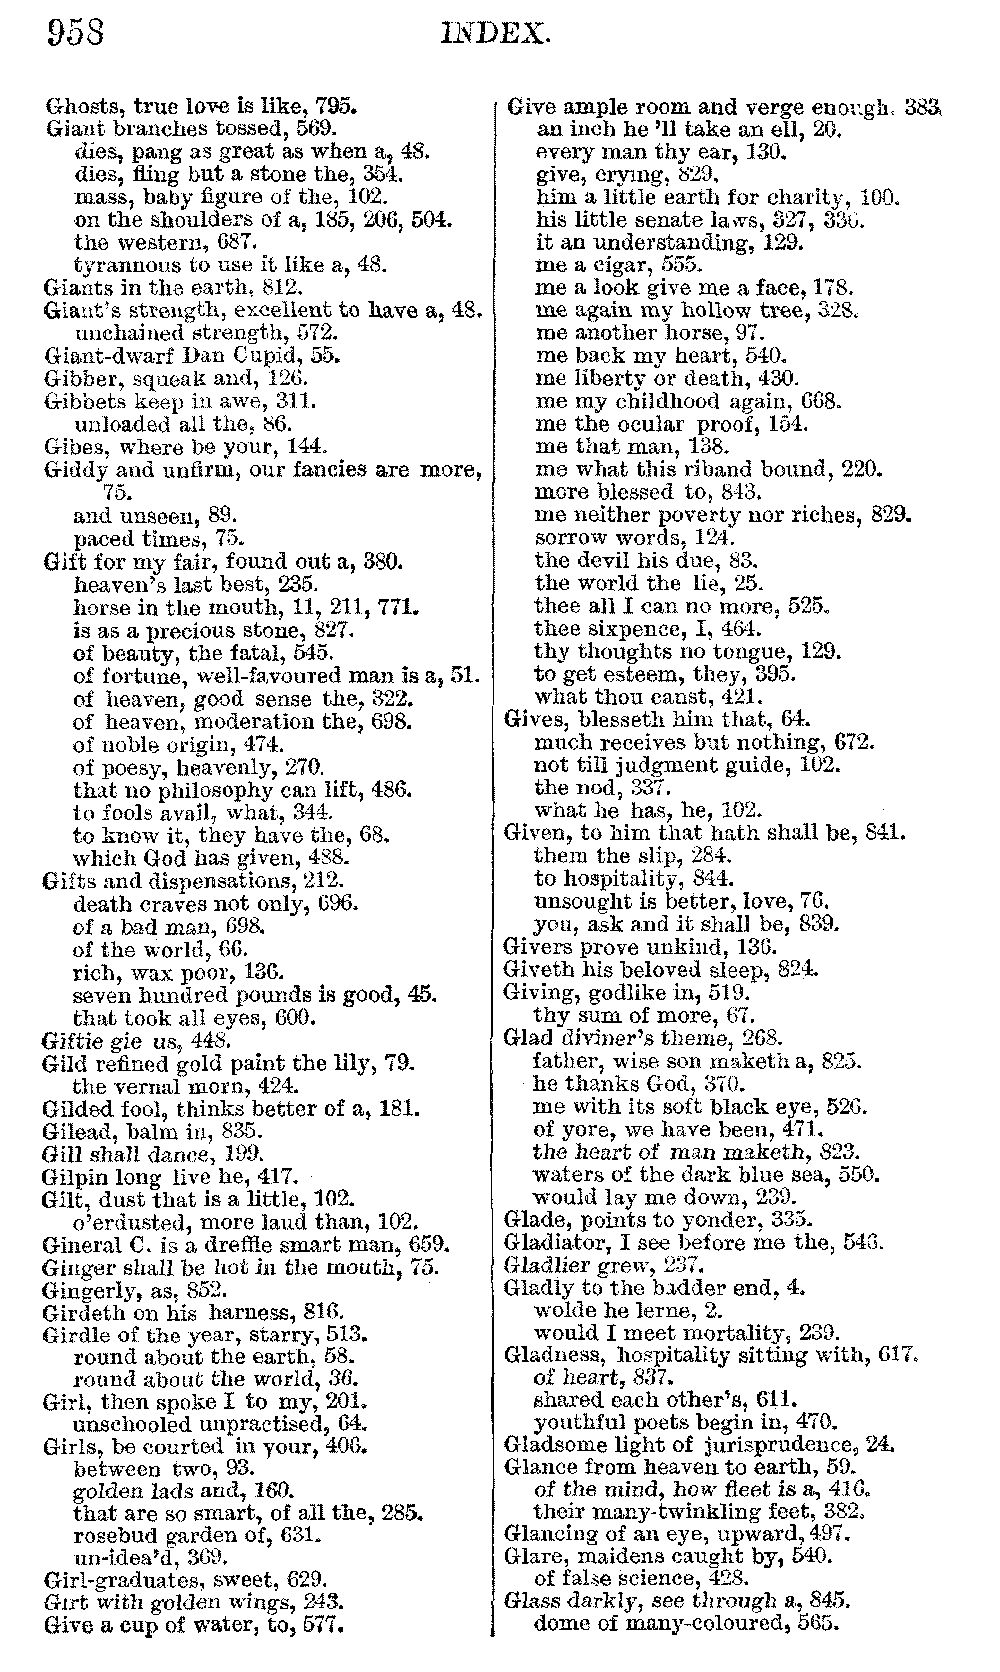 958
INDEX.
Ghosts, true love is like, 795.
Giant branches tossed, 569.
dies, pang as great as when a, 48.
dies, fling but a stone the, 354.
mass, baby figure of the, 102.
on the shoulders of a, 185, 206, 504.
the western, 687.
tyrannous to use it like a, 48.
Giants in the earth, 812.
Giant's strength, excellent to have a, 48.
unchained strength, 572.
Giant-dwarf Dan Cupid, 55.
Gibber, squeak and, 126.
Gibbets keep in awe, 311.
unloaded all the, 86.
Gibes, where be your, 144.
Giddy and unfirm, our fancies are more,
75.
and unseen, 89.
paced times, 75.
Gift for my fair, found out a, 380.
heaven's last best, 235.
horse in the mouth, 11, 211, 771.
is as a precious stone, 827.
of beauty, the fatal, 545.
of fortune, well-favoured man is a, 51.
of heaven, good sense the, 322.
of heaven, moderation the, 698.
of noble origin, 474.
of poesy, heavenly, 270.
that no philosophy can lift, 486.
to fools avail, what, 344.
to know it, they have the, 68.
which God has given, 488.
Gifts and dispensations, 212.
death craves not only, 696.
of a bad man, 698.
of the world, 66.
rich, wax poor, 136.
seven hundred pounds is good, 45.
that took all eyes, 600.
Giftie gie us, 448.
Gild refined gold paint the lily, 79.
the vernal morn, 424.
Gilded fool, thinks better of a, 181.
Gilead, balm in, 835.
Gill shall dance, 199.
Gilpin long live he, 417.
Gilt, dust that is a little, 102.
o'erdusted, more laud than, 102.
Gineral C. is a dreffle smart man, 659.
Ginger shall be hot in the mouth, 75.
Gingerly, as, 852.
Girdeth on his harness, 816.
Girdle of the year, starry, 513.
round about the earth, 58.
round about the world, 36.
Girl, then spoke I to my, 201.
unschooled unpractised, 64.
Girls, be courted in your, 406.
between two, 93.
golden lads and, 160.
that are so smart, of all the, 285.
rosebud garden of, 631.
un-idea'd, 369.
Girl-graduates, sweet, 629.
Girt with golden wings, 243.
Give a cup of water, to, 577.
Give ample room and verge enough, 383.
an inch he 'll take an ell, 20.
every man thy ear, 130.
give, crying, 829.
him a little earth for charity, 100.
his little senate laws, 327, 336.
it an understanding, 129.
me a cigar, 555.
me a look give me a face, 178.
me again my hollow tree, 328.
me another horse, 97.
me back my heart, 540.
me liberty or death, 430.
me my childhood again, 668.
me the ocular proof, 154.
me that man, 138.
me what this riband bound, 220.
more blessed to, 843.
me neither poverty nor riches, 829.
sorrow words, 124.
the devil his due, 83.
the world the lie, 25.
thee all I can no more, 525.
thee sixpence, I, 464.
thy thoughts no tongue, 129.
to get esteem, they, 395.
what thou canst, 421.
Gives, blesseth him that, 64.
much receives but nothing, 672.
not till judgment guide, 102.
the nod, 337.
what he has, he, 102.
Given, to him that hath shall be, 841.
them the slip, 284.
to hospitality, 844.
unsought is better, love, 76.
you, ask and it shall be, 839.
Givers prove unkind, 136.
Giveth his beloved sleep, 824.
Giving, godlike in, 519.
thy sum of more, 67.
Glad diviner's theme, 268.
father, wise son maketh a, 825.
he thanks God, 370.
me with its soft black eye, 526.
of yore, we have been, 471.
the heart of man maketh, 823.
waters of the dark blue sea, 550.
would lay me down, 239.
Glade, points to yonder, 335.
Gladiator, I see before me the, 546.
Gladlier grew, 237.
Gladly to the badder end, 4.
wolde he lerne, 2.
would I meet mortality, 239.
Gladness, hospitality sitting with, 617.
of heart, 837.
shared each other's, 611.
youthful poets begin in, 470.
Gladsome light of jurisprudence, 24.
Glance from heaven to earth, 59.
of the mind, how fleet is a, 416.
their many-twinkling feet, 382.
Glancing of an eye, upward, 497.
Glare, maidens caught by, 540.
of false science, 428.
Glass darkly, see through a, 845.
dome of many-coloured, 565.